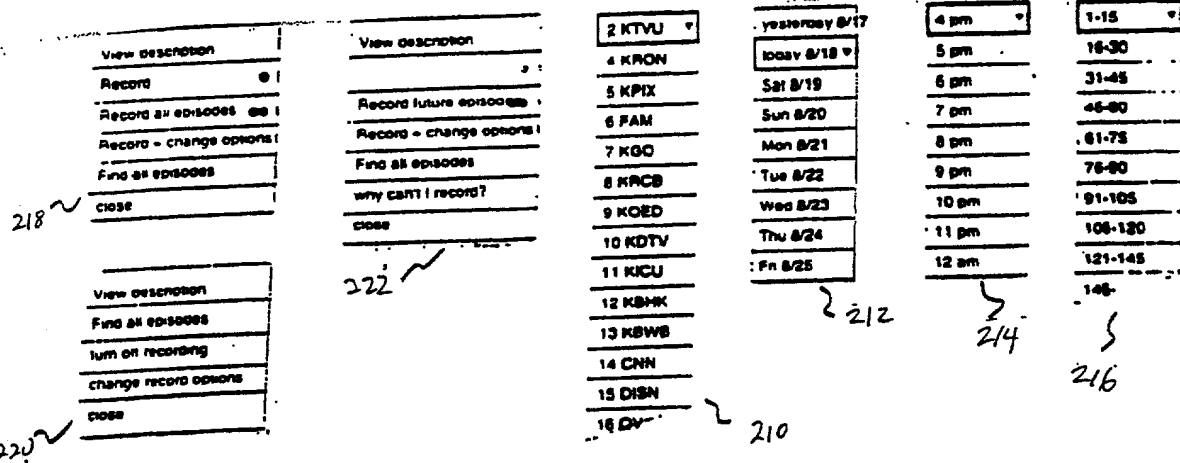 View description
Record
Record all episodes
Record - change options
Find all episodes
close
218
View description
Find all episodes
turn off recording
change record options
close
220
View description
Record future episodes
Record - change options
Find all episodes
why can't I record?
close
222
2 KTVU
4 KRON
5 KPIX
6 FAM
7 KGO
8 KRCB
9 KQED
10 KDTV
11 KICU
12 KBHK
13 KBWB
14 CNN
15 DISN
16 OV
210
yesterday 8/17
today 8/18
Sat 8/19
Sun 8/20
Mon 8/21
Tue 8/22
Wed 8/23
Thu 8/24
Fri 8/25
212
4 pm
5 pm
6 pm
7 pm
8 pm
9 pm
10 pm
11 pm
12 am
214
1-15
16-30
31-45
46-60
61-75
76-90
91-105
106-120
121-145
146-
216